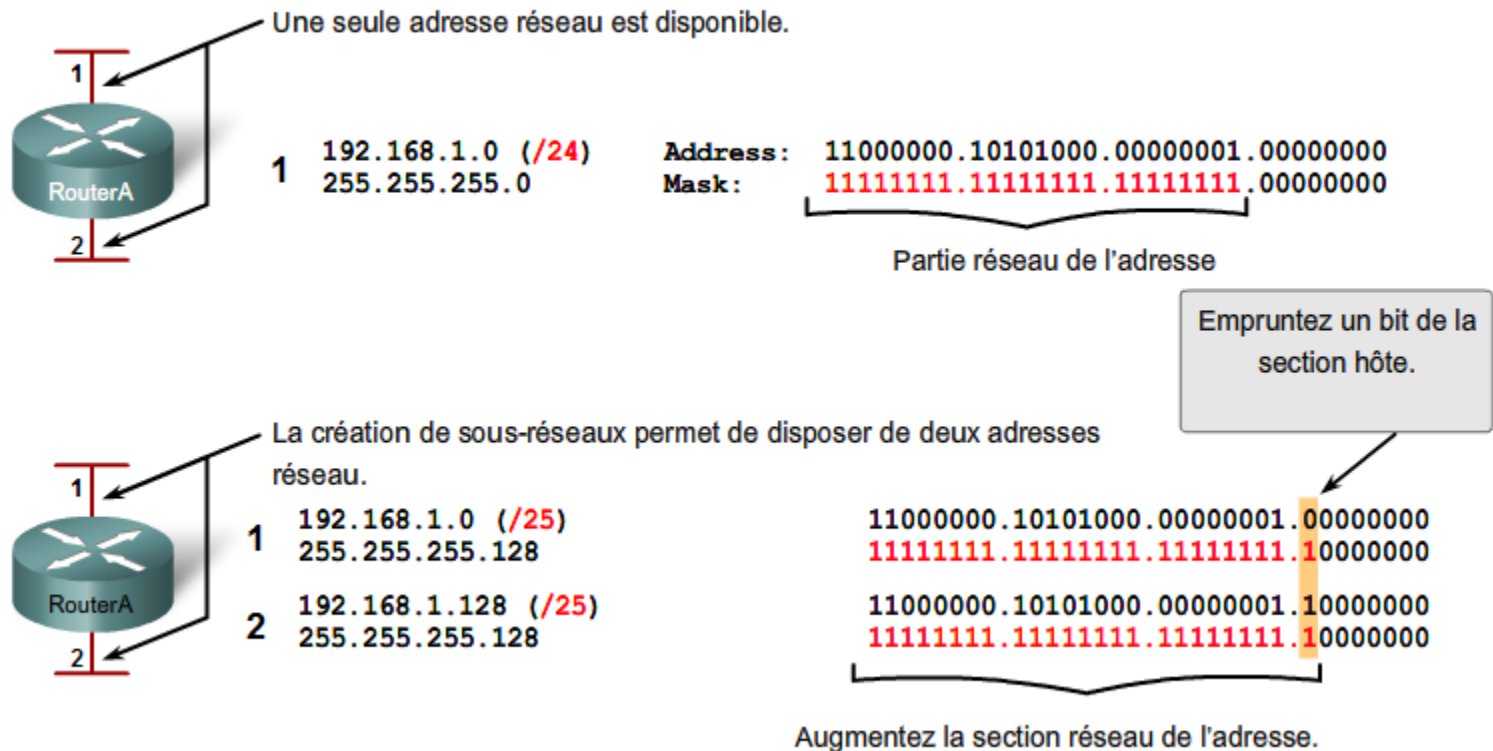 Une seule adresse réseau est disponible.
1
RouterA
2
1
192.168.1.0 (/24)
255.255.255.0
Address: 11000000.10101000.00000001.00000000
Mask: 11111111.11111111.11111111.00000000
Partie réseau de l'adresse
Empruntez un bit de la
section hôte.
La création de sous-réseaux permet de disposer de deux adresses
réseau.
1
RouterA
2
1
192.168.1.0 (/25)
255.255.255.128
11000000.10101000.00000001.00000000
11111111.11111111.11111111.10000000
2
192.168.1.128 (/25)
255.255.255.128
11000000.10101000.00000001.10000000
11111111.11111111.11111111.10000000
Augmentez la section réseau de l'adresse.